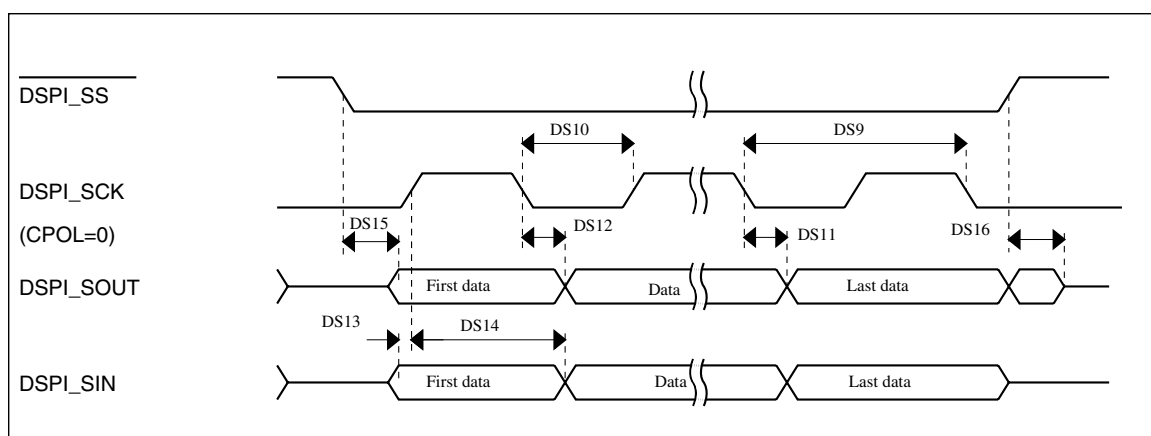 DSPI_SS
DS10
DS9
DSPI_SCK
(CPOL=0)
DS15
DS12
DS11
DS16
DSPI_SOUT
First data
Data
Last data
DS13
DS14
DSPI_SIN
First data
Data
Last data